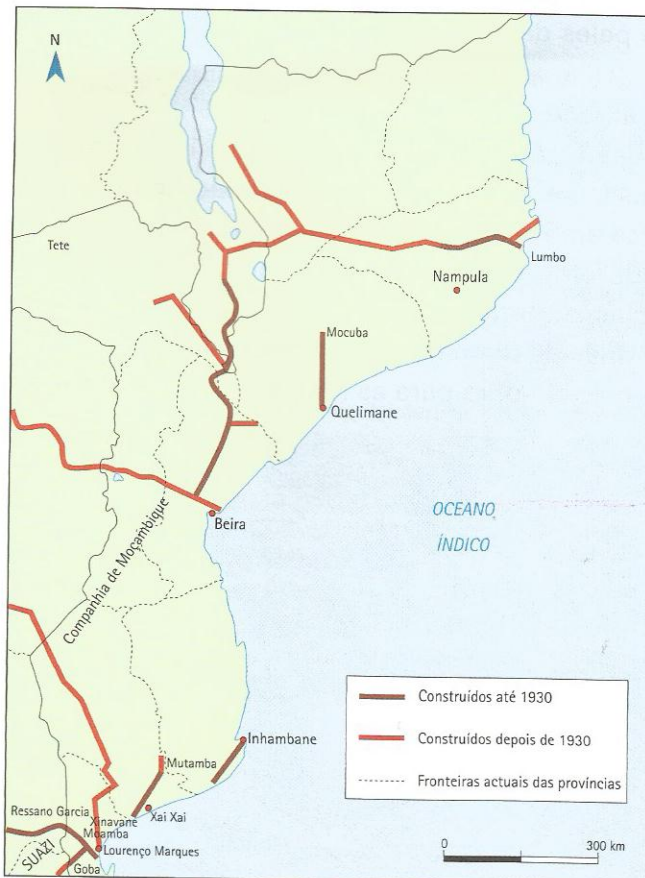 N
Tete
Lumbo
Nampula
Mocuba
Quelimane
Beira
OCEANO
ÍNDICO
Companhia de Moçambique
Inhambane
Mutamba
Xai Xai
Ressano Garcia
Xinavane
Moamba
Lourenço Marques
SUAZI
Goba
Construídos até 1930
Construídos depois de 1930
Fronteiras actuais das províncias
0
300 km